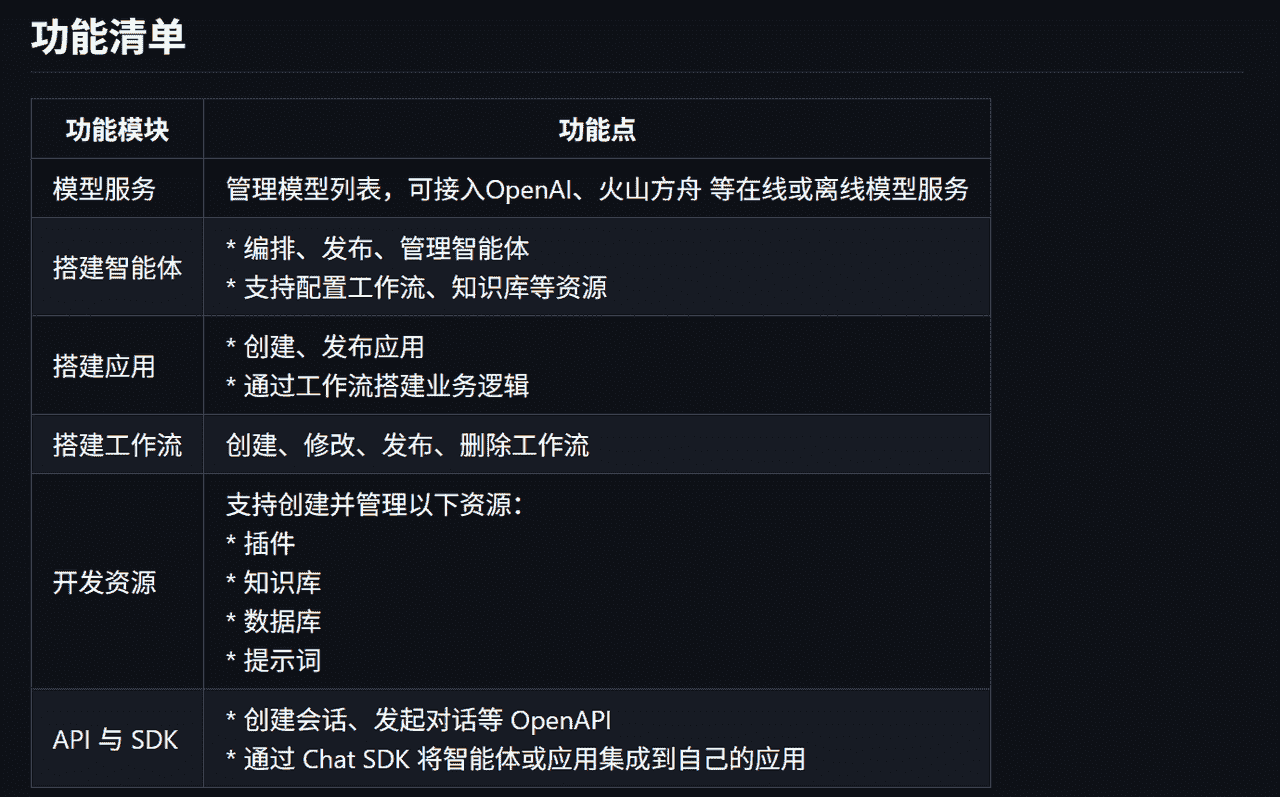 功能清单
功能模块 功能点
模型服务 管理模型列表，可接入OpenAI、火山方舟 等在线或离线模型服务
搭建智能体
* 编排、发布、管理智能体
* 支持配置工作流、知识库等资源
搭建应用
* 创建、发布应用
* 通过工作流搭建业务逻辑
搭建工作流 创建、修改、发布、删除工作流
开发资源
支持创建并管理以下资源：
* 插件
* 知识库
* 数据库
* 提示词
API 与 SDK
* 创建会话、发起对话等 OpenAPI
* 通过 Chat SDK 将智能体或应用集成到自己的应用